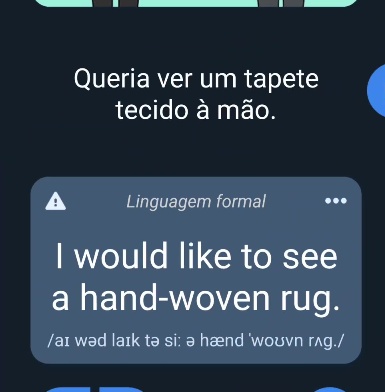 Queria ver um tapete
tecido à mão.
Linguagem formal
I would like to see
a hand-woven rug.
/aɪ wəd laɪk tə siː ə hænd ˈwoʊvn rʌg./